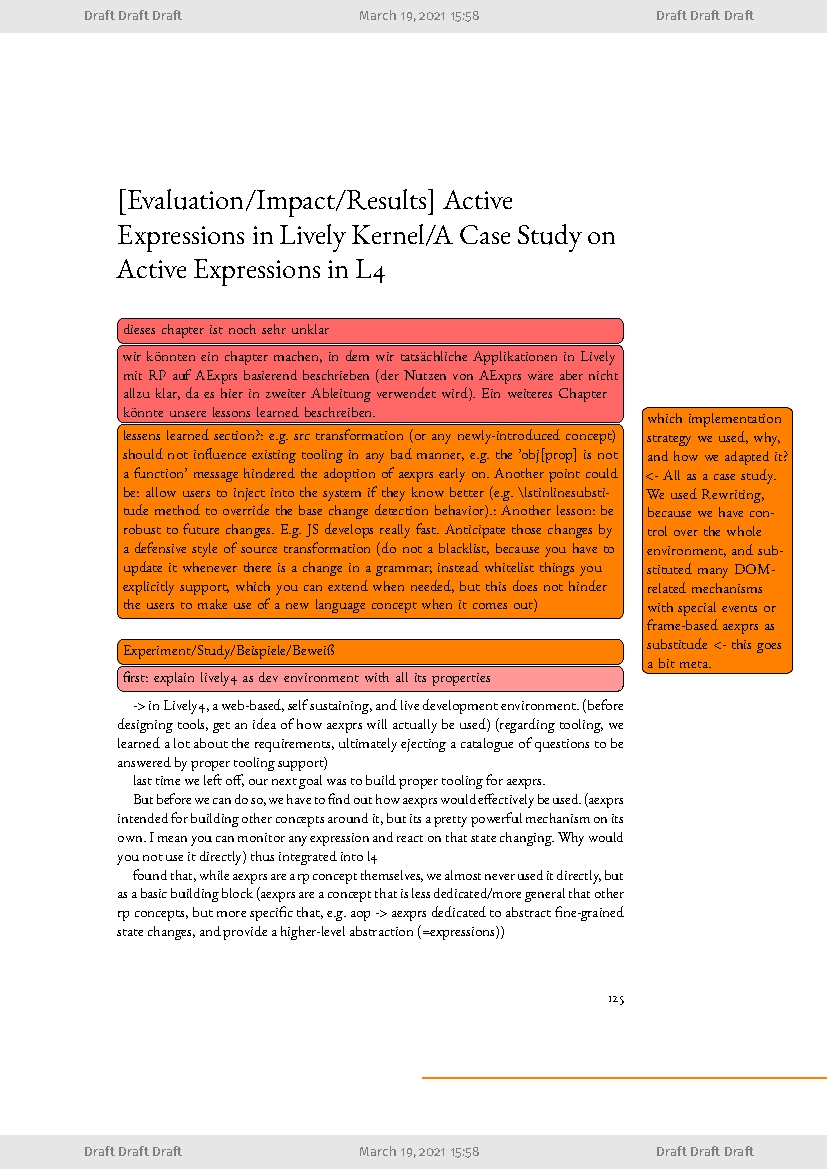 Draft Draft Draft March 19, 2021 15:58 Draft Draft Draft
[Evaluation/Impact/Results] Active
Expressions in Lively Kernel/A Case Study on
Active Expressions in L4
dieses chapter ist noch sehr unklar
wir könnten ein chapter machen, in dem wir tatsächliche Applikationen in Lively
mit RP auf AExprs basierend beschrieben (der Nutzen von AExprs wäre aber nicht
allzu klar, da es hier in zweiter Ableitung verwendet wird). Ein weiteres Chapter
könnte unsere lessons learned beschreiben.
lessens learned section?: e.g. src transformation (or any newly-introduced concept)
should not influence existing tooling in any bad manner, e.g. the 'obj[prop] is not
a function' message hindered the adoption of aexprs early on. Another point could
be: allow users to inject into the system if they know better (e.g. \lstinlinesubsti-
tude method to override the base change detection behavior).: Another lesson: be
robust to future changes. E.g. JS develops really fast. Anticipate those changes by
a defensive style of source transformation (do not a blacklist, because you have to
update it whenever there is a change in a grammar; instead whitelist things you
explicitly support, which you can extend when needed, but this does not hinder
the users to make use of a new language concept when it comes out)
which implementation
strategy we used, why,
and how we adapted it?
<- All as a case study.
We used Rewriting,
because we have con-
trol over the whole
environment, and sub-
stituted many DOM-
related mechanisms
with special events or
frame-based aexprs as
substitude <- this goes
a bit meta.
Experiment/Study/Beispiele/Beweiß
first: explain lively4 as dev environment with all its properties
-> in Lively4, a web-based, self sustaining, and live development environment. (before
designing tools, get an idea of how aexprs will actually be used) (regarding tooling, we
learned a lot about the requirements, ultimately ejecting a catalogue of questions to be
answered by proper tooling support)
last time we left off, our next goal was to build proper tooling for aexprs.
But before we can do so, we have to find out how aexprs would effectively be used. (aexprs
intended for building other concepts around it, but its a pretty powerful mechanism on its
own. I mean you can monitor any expression and react on that state changing. Why would
you not use it directly) thus integrated into l4
found that, while aexprs are a rp concept themselves, we almost never used it directly, but
as a basic building block (aexprs are a concept that is less dedicated/more general that other
rp concepts, but more specific that, e.g. aop -> aexprs dedicated to abstract fine-grained
state changes, and provide a higher-level abstraction (=expressions))
125
Draft Draft Draft March 19, 2021 15:58 Draft Draft Draft